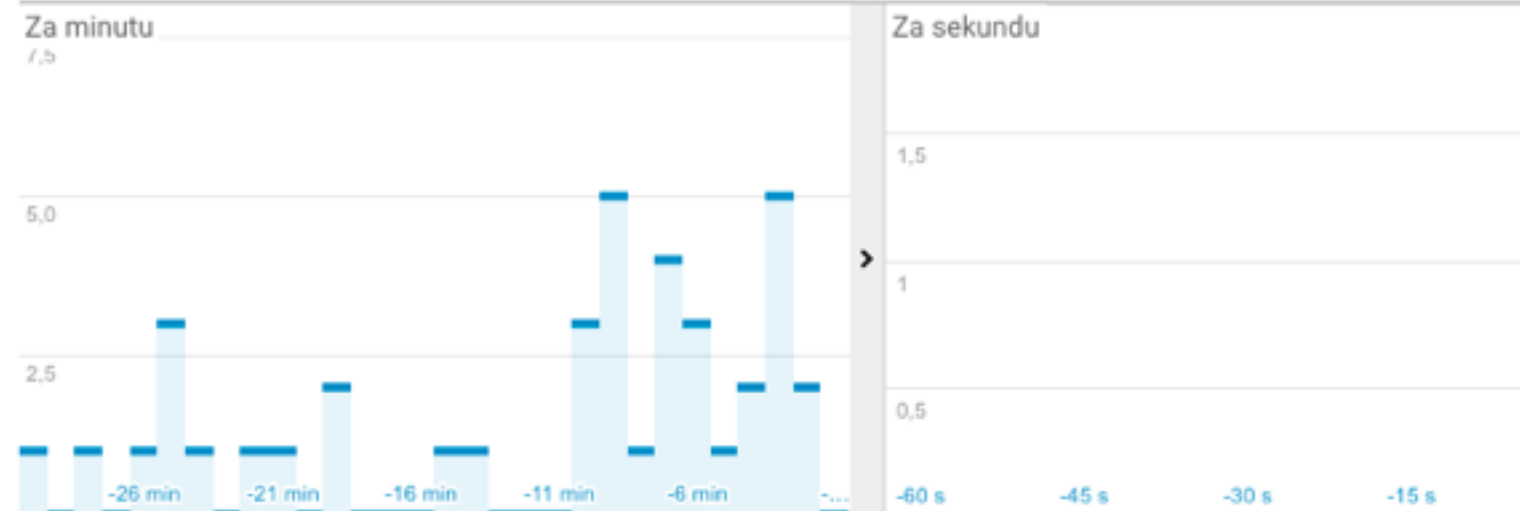 Za minutu
7,5
5,0
2,5
-26 min -21 min -16 min -11 min -6 min -...
Za sekundu
1,5
1
0,5
-60 s -45 s -30 s -15 s